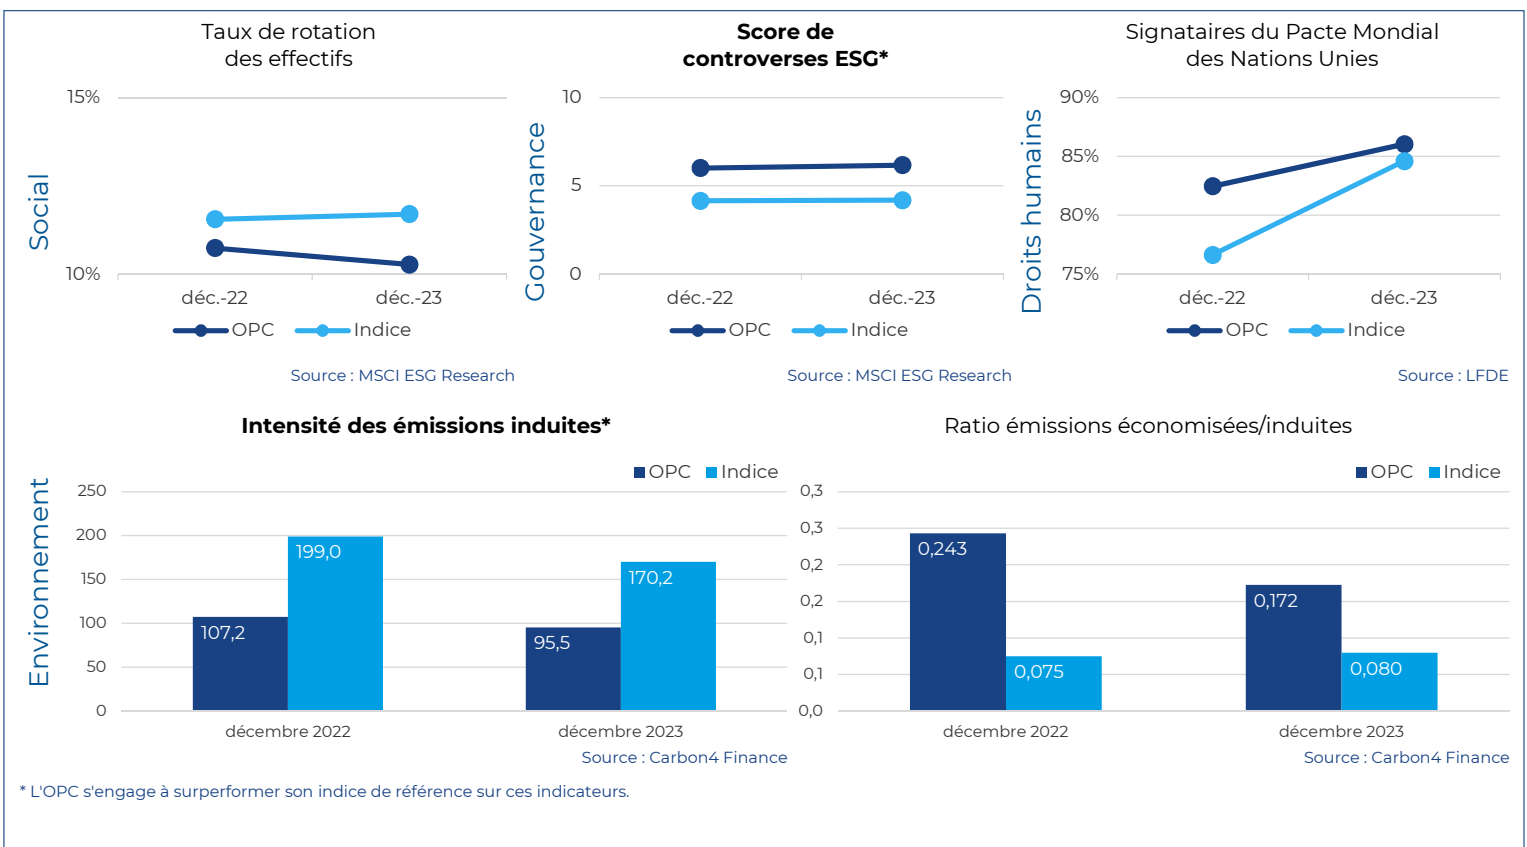 Taux de rotation
des effectifs
Social
15%
10%
déc.-22
déc.-23
OPC
Indice
Source : MSCI ESG Research
Score de
controverses ESG*
Gouvernance
10
5
0
déc.-22
déc.-23
OPC
Indice
Source : MSCI ESG Research
Signataires du Pacte Mondial
des Nations Unies
Droits humains
90%
85%
80%
75%
déc.-22
déc.-23
OPC
Indice
Source : LFDE
Environnement
Intensité des émissions induites*
OPC
Indice
250
200
150
100
50
0
107,2
199,0
95,5
170,2
décembre 2022
décembre 2023
Source : Carbon4 Finance
Ratio émissions économisées/induites
OPC
Indice
0,3
0,3
0,2
0,2
0,1
0,1
0,0
0,243
0,075
0,172
0,080
décembre 2022
décembre 2023
Source : Carbon4 Finance
* L'OPC s'engage à surperformer son indice de référence sur ces indicateurs.